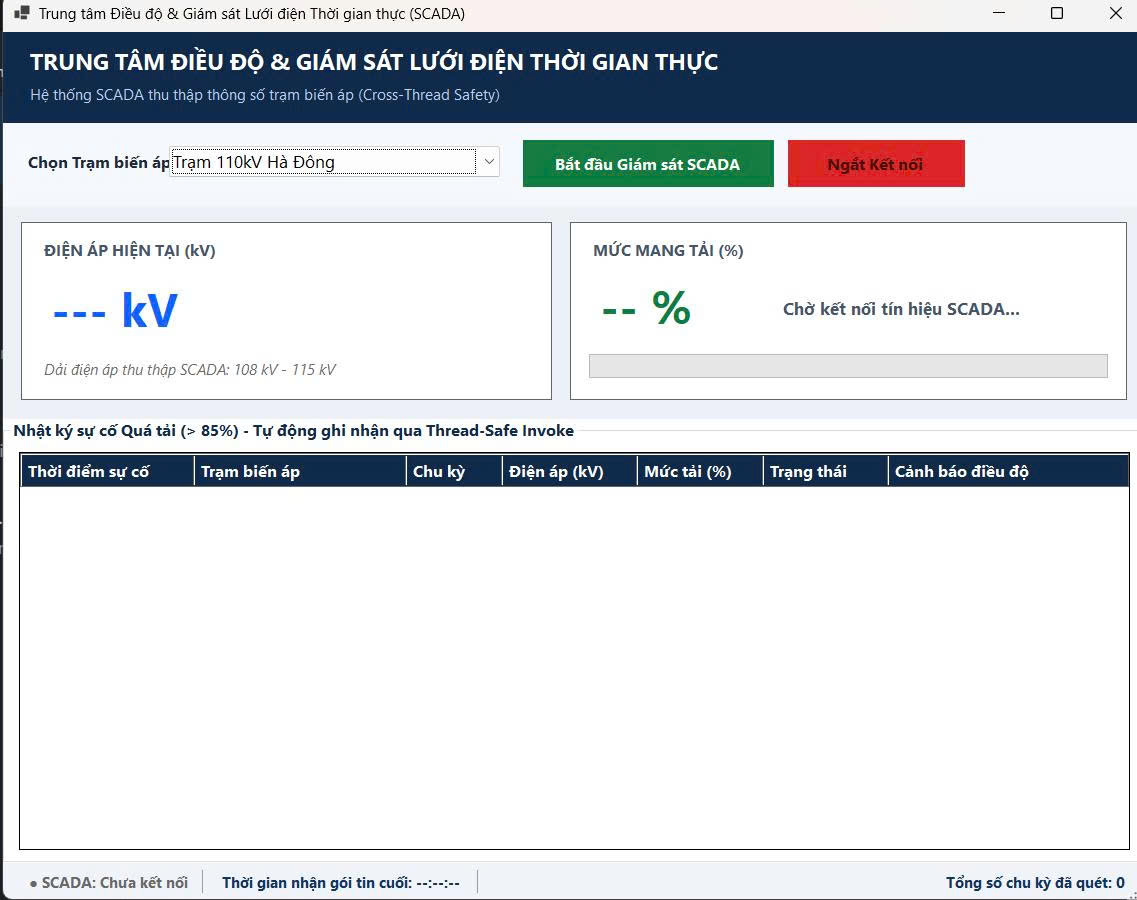 Trung tâm Điều độ & Giám sát Lưới điện Thời gian thực (SCADA)
TRUNG TÂM ĐIỀU ĐỘ & GIÁM SÁT LƯỚI ĐIỆN THỜI GIAN THỰC
Hệ thống SCADA thu thập thông số trạm biến áp (Cross-Thread Safety)
Chọn Trạm biến áp Trạm 110kV Hà Đông Bắt đầu Giám sát SCADA Ngắt Kết nối
ĐIỆN ÁP HIỆN TẠI (kV)
--- kV
Dải điện áp thu thập SCADA: 108 kV - 115 kV
MỨC MANG TẢI (%)
-- % Chờ kết nối tín hiệu SCADA...
Nhật ký sự cố Quá tải (> 85%) - Tự động ghi nhận qua Thread-Safe Invoke
Thời điểm sự cố Trạm biến áp Chu kỳ Điện áp (kV) Mức tải (%) Trạng thái Cảnh báo điều độ
● SCADA: Chưa kết nối Thời gian nhận gói tin cuối: --:--:-- Tổng số chu kỳ đã quét: 0